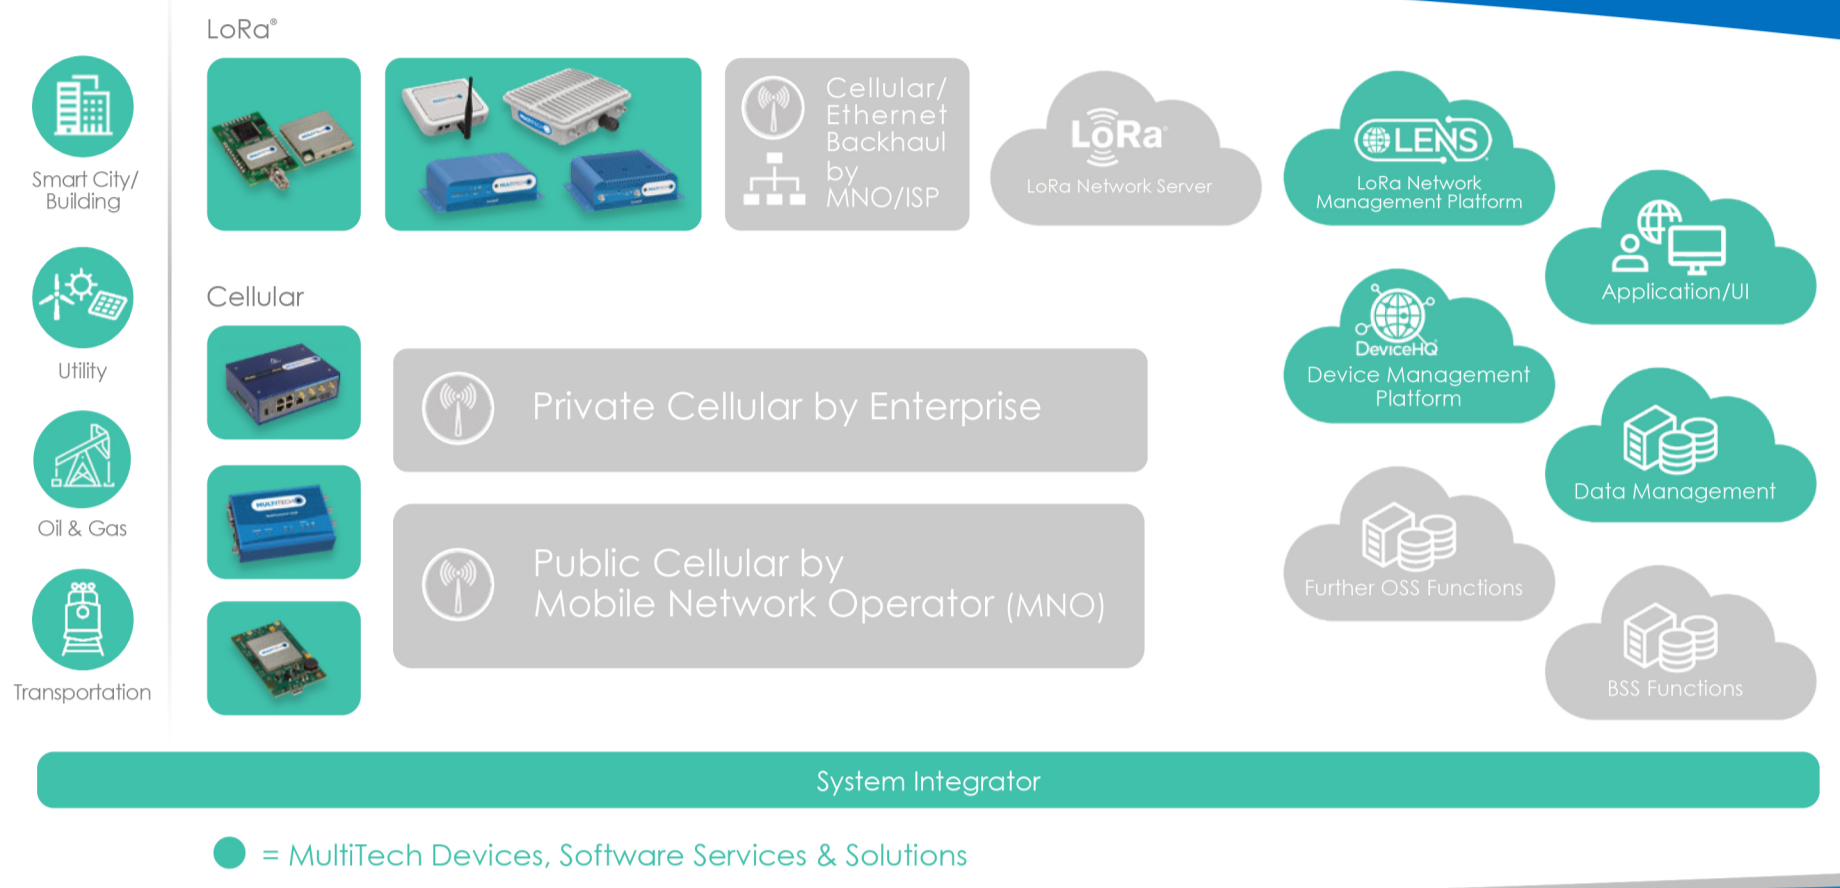 LoRa®
Smart City/
Building
Utility
Oil & Gas
Transportation
MULTITECH
Cellular/
Ethernet
Backhaul
by
MNO/ISP
LoRa
LoRa Network Server
LENS
LoRa Network
Management Platform
Application/UI
Cellular
DEVICEHQ
Device Management
Platform
Private Cellular by Enterprise
Data Management
MULTITECH
Public Cellular by
Mobile Network Operator (MNO)
Further OSS Functions
BSS Functions
System Integrator
= MultiTech Devices, Software Services & Solutions